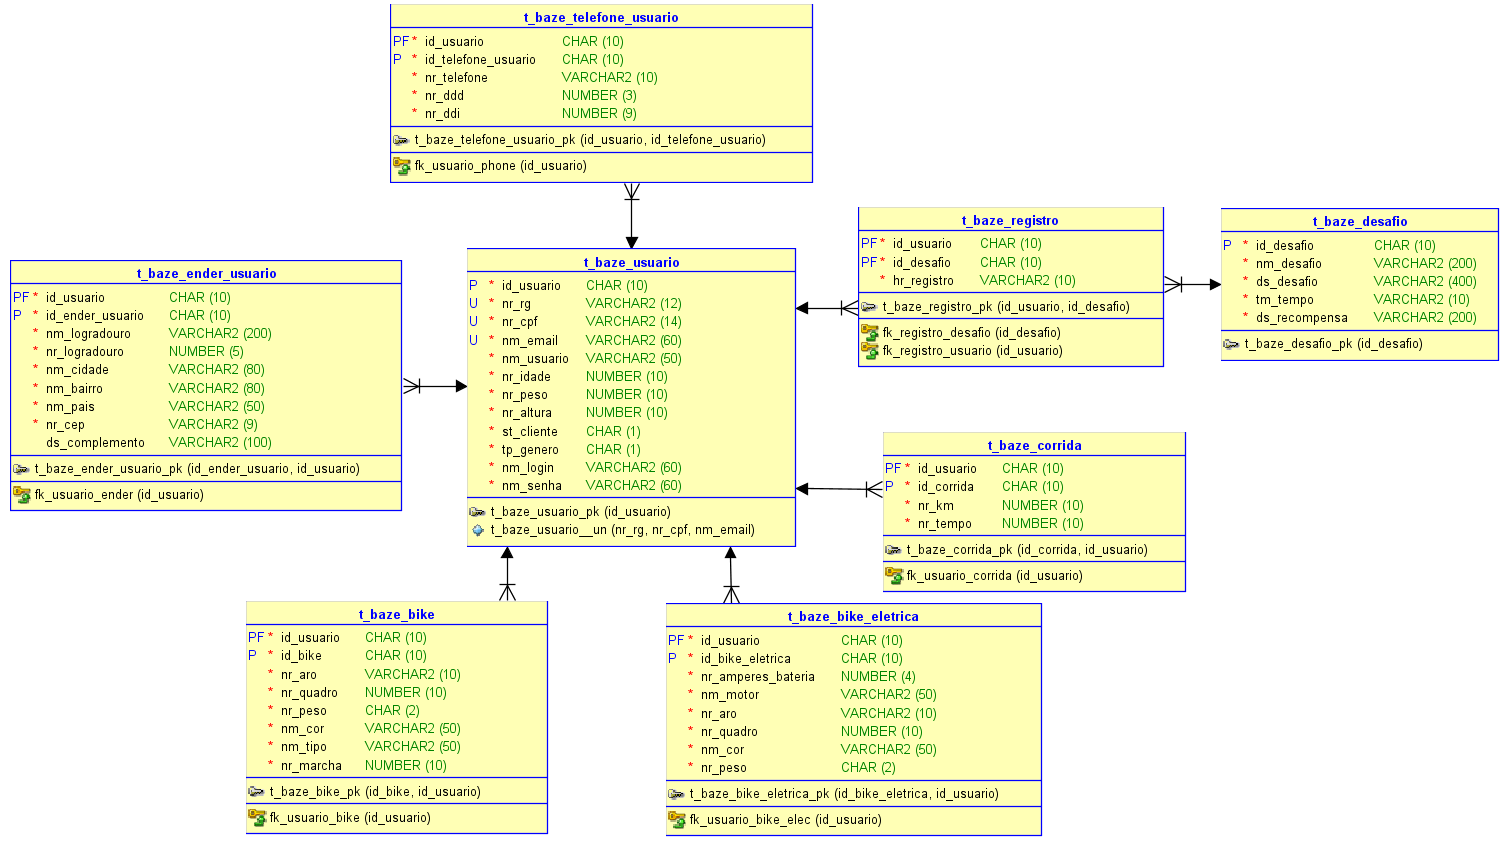 t_baze_telefone_usuario
PF * id_usuario CHAR (10)
P * id_telefone_usuario CHAR (10)
* nr_telefone VARCHAR2 (10)
* nr_ddd NUMBER (3)
* nr_ddi NUMBER (9)
t_baze_telefone_usuario_pk (id_usuario, id_telefone_usuario)
fk_usuario_phone (id_usuario)
t_baze_ender_usuario
PF * id_usuario CHAR (10)
P * id_ender_usuario CHAR (10)
* nm_logradouro VARCHAR2 (200)
* nr_logradouro NUMBER (5)
* nm_cidade VARCHAR2 (80)
* nm_bairro VARCHAR2 (80)
* nm_pais VARCHAR2 (50)
* nr_cep VARCHAR2 (9)
ds_complemento VARCHAR2 (100)
t_baze_ender_usuario_pk (id_ender_usuario, id_usuario)
fk_usuario_ender (id_usuario)
t_baze_usuario
P * id_usuario CHAR (10)
U * nr_rg VARCHAR2 (12)
U * nr_cpf VARCHAR2 (14)
U * nm_email VARCHAR2 (60)
* nm_usuario VARCHAR2 (50)
* nr_idade NUMBER (10)
* nr_peso NUMBER (10)
* nr_altura NUMBER (10)
* st_cliente CHAR (1)
* tp_genero CHAR (1)
* nm_login VARCHAR2 (60)
* nm_senha VARCHAR2 (60)
t_baze_usuario_pk (id_usuario)
t_baze_usuario__un (nr_rg, nr_cpf, nm_email)
t_baze_registro
PF * id_usuario CHAR (10)
PF * id_desafio CHAR (10)
* hr_registro VARCHAR2 (10)
t_baze_registro_pk (id_usuario, id_desafio)
fk_registro_desafio (id_desafio)
fk_registro_usuario (id_usuario)
t_baze_desafio
P * id_desafio CHAR (10)
* nm_desafio VARCHAR2 (200)
* ds_desafio VARCHAR2 (400)
* tm_tempo VARCHAR2 (10)
* ds_recompensa VARCHAR2 (200)
t_baze_desafio_pk (id_desafio)
t_baze_corrida
PF * id_usuario CHAR (10)
P * id_corrida CHAR (10)
* nr_km NUMBER (10)
* nr_tempo NUMBER (10)
t_baze_corrida_pk (id_corrida, id_usuario)
fk_usuario_corrida (id_usuario)
t_baze_bike
PF * id_usuario CHAR (10)
P * id_bike CHAR (10)
* nr_aro VARCHAR2 (10)
* nr_quadro NUMBER (10)
* nr_peso CHAR (2)
* nm_cor VARCHAR2 (50)
* nm_tipo VARCHAR2 (50)
* nr_marcha NUMBER (10)
t_baze_bike_pk (id_bike, id_usuario)
fk_usuario_bike (id_usuario)
t_baze_bike_eletrica
PF * id_usuario CHAR (10)
P * id_bike_eletrica CHAR (10)
* nr_amperes_bateria NUMBER (4)
* nm_motor VARCHAR2 (50)
* nr_aro VARCHAR2 (10)
* nr_quadro NUMBER (10)
* nm_cor VARCHAR2 (50)
* nr_peso CHAR (2)
t_baze_bike_eletrica_pk (id_bike_eletrica, id_usuario)
fk_usuario_bike_elec (id_usuario)